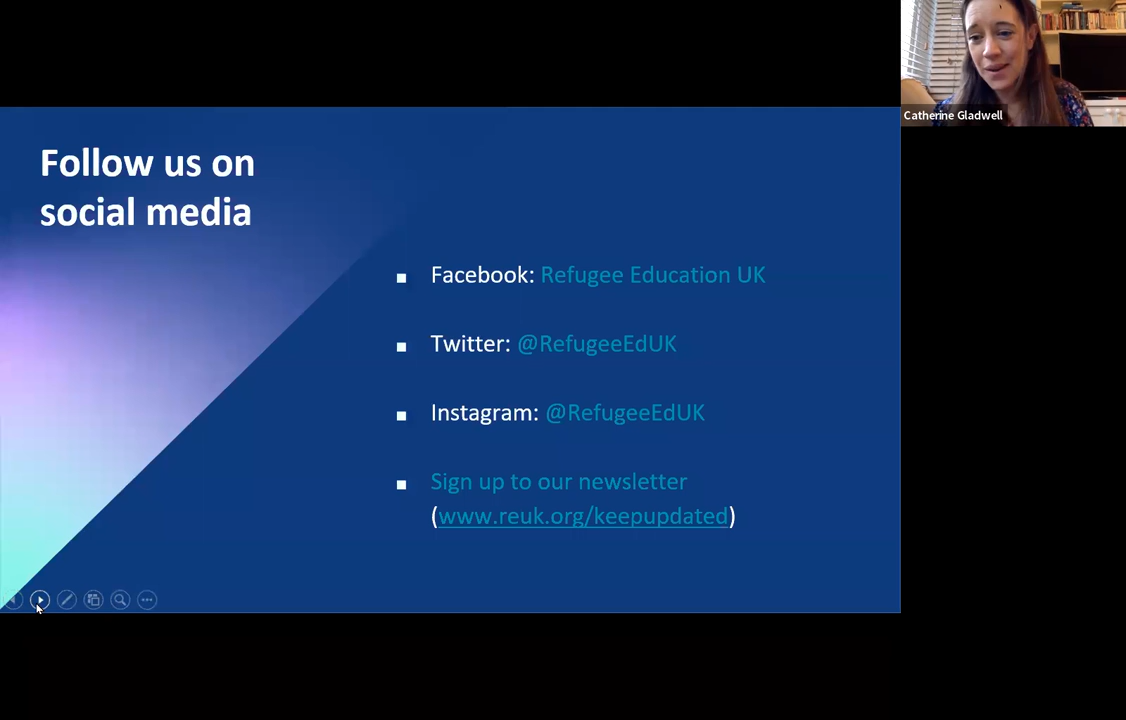 Catherine Gladwell
Follow us on
social media
▪ Facebook: Refugee Education UK
▪ Twitter: @RefugeeEdUK
▪ Instagram: @RefugeeEdUK
▪ Sign up to our newsletter
(www.reuk.org/keepupdated)